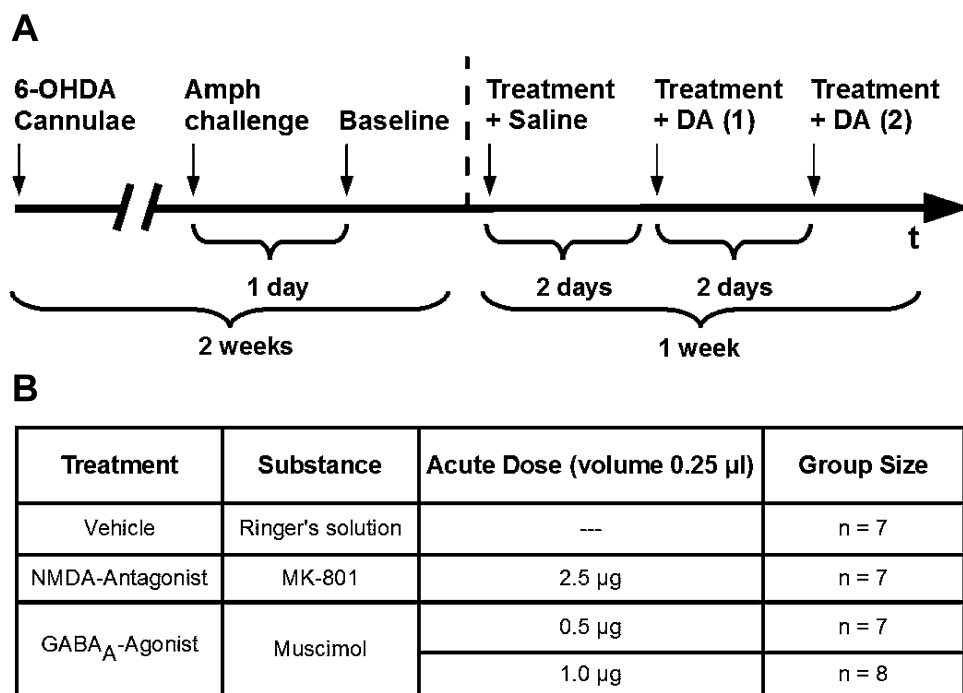 A
6-OHDA
Cannulae
Amph
challenge
Baseline
Treatment
+ Saline
Treatment
+ DA (1)
Treatment
+ DA (2)
t
1 day
2 days
2 days
2 weeks
1 week
B
Treatment Substance Acute Dose (volume 0.25 µl) Group Size
Vehicle Ringer's solution --- n = 7
NMDA-Antagonist MK-801 2.5 µg n = 7
GABA_A-Agonist Muscimol 0.5 µg n = 7
1.0 µg n = 8